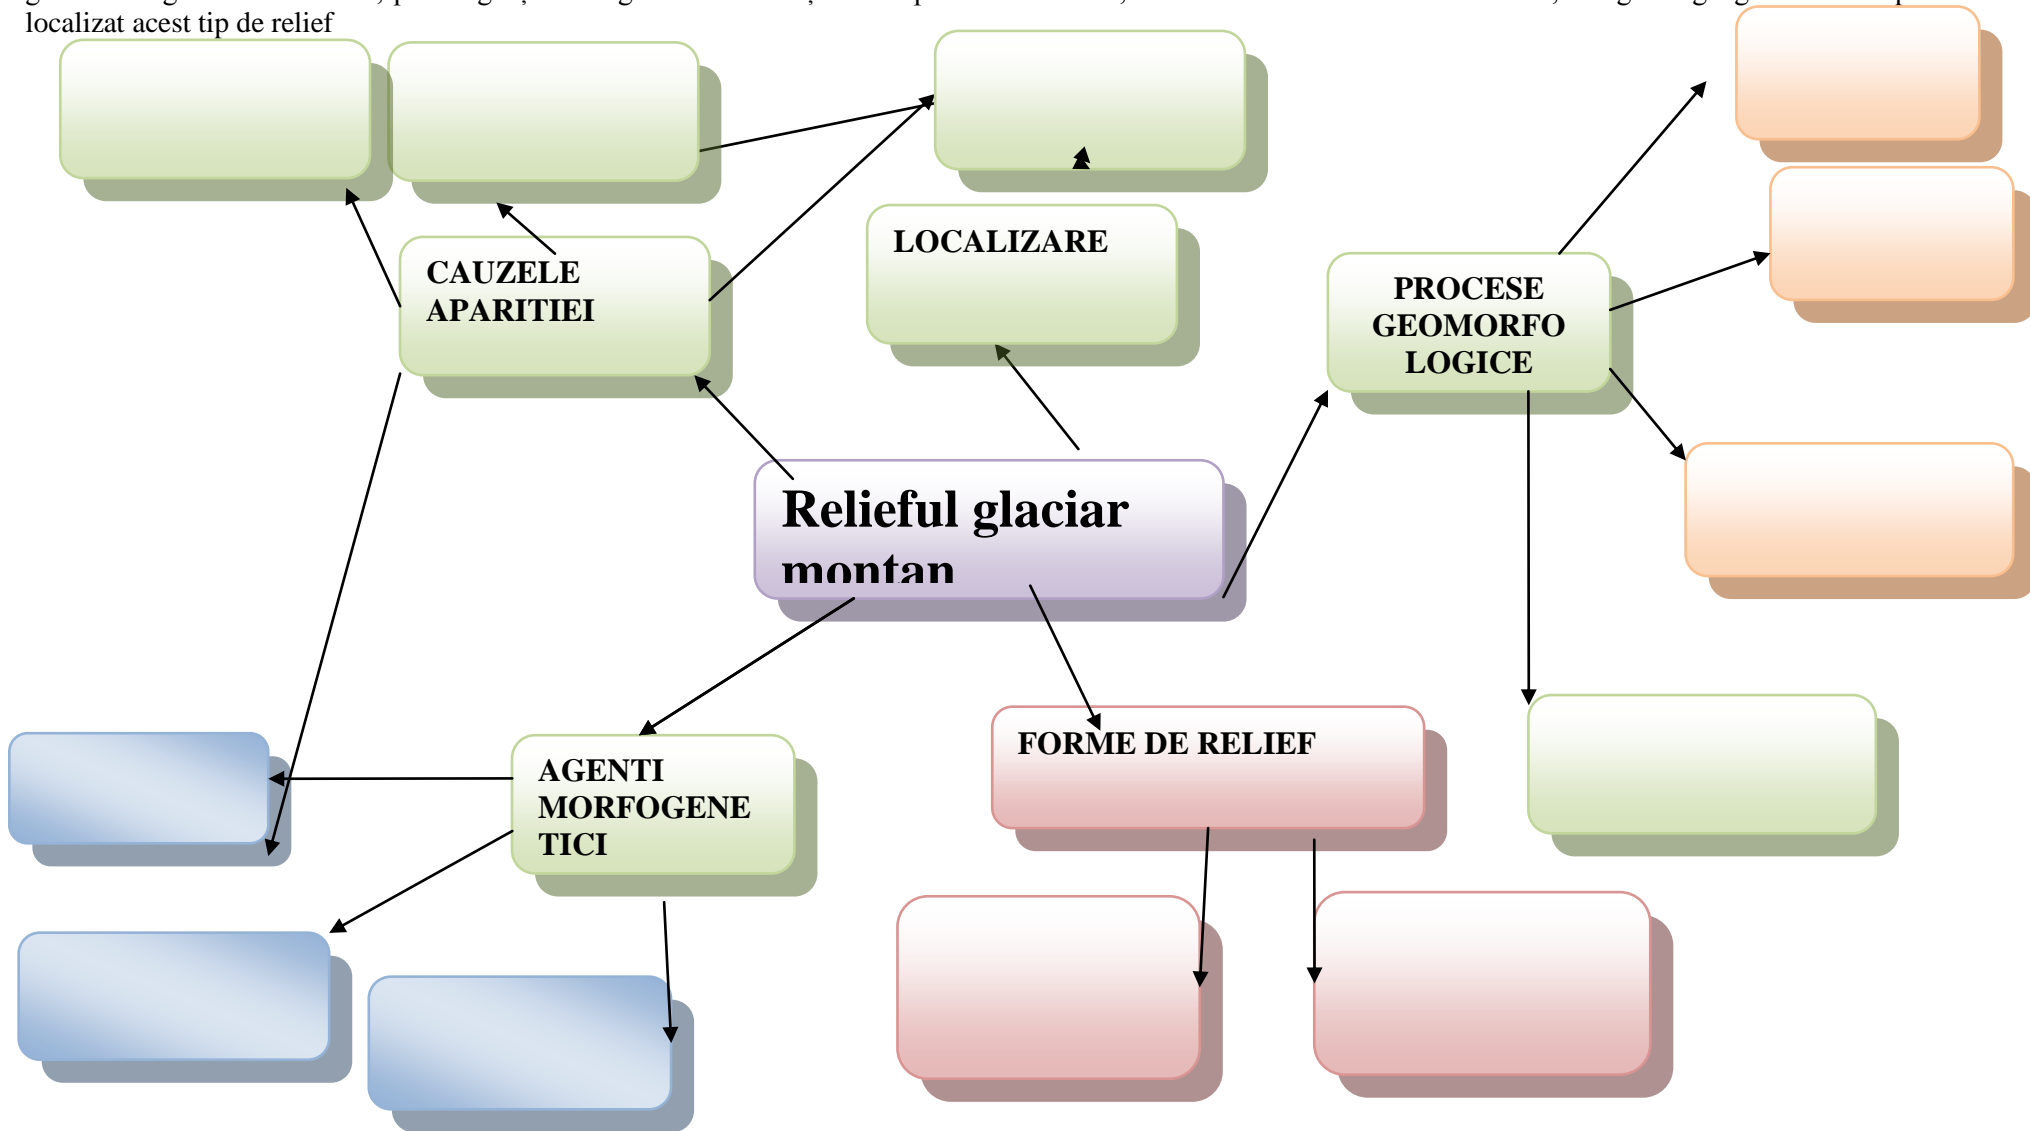 localizat acest tip de relief
LOCALIZARE
CAUZELE
APARITIEI
PROCESE
GEOMORFO
LOGICE
Relieful glaciar
montan
AGENTI
MORFOGENE
TICI
FORME DE RELIEF